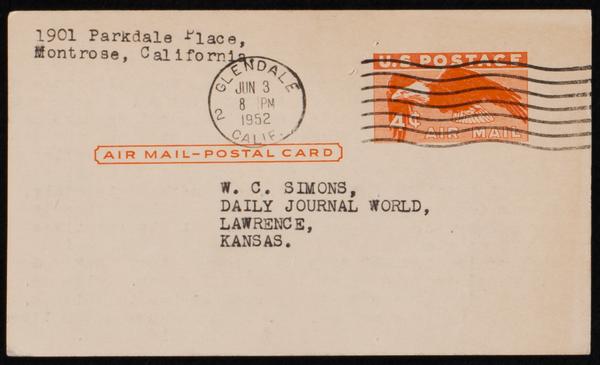 1901 Parkdale Place,
Montrose, California
GLENDALE
JUN 3
8 PM
1952
2
CALIF.
U.S. POSTAGE
4¢
AIR MAIL
AIR MAIL-POSTAL CARD
W. C. SIMONS,
DAILY JOURNAL WORLD,
LAWRENCE,
KANSAS.